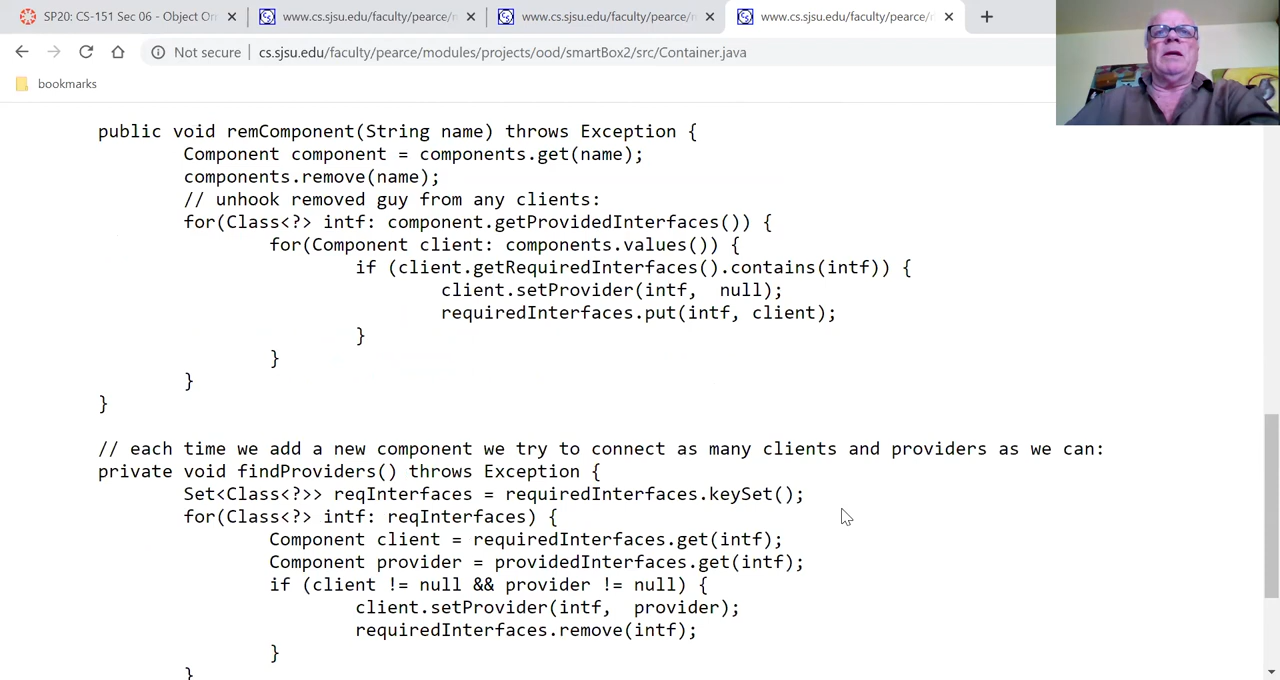 SP20: CS-151 Sec 06 - Object Or
www.cs.sjsu.edu/faculty/pearce/
www.cs.sjsu.edu/faculty/pearce/
www.cs.sjsu.edu/faculty/pearce/
Not secure | cs.sjsu.edu/faculty/pearce/modules/projects/ood/smartBox2/src/Container.java
bookmarks
public void remComponent(String name) throws Exception {
Component component = components.get(name);
components.remove(name);
// unhook removed guy from any clients:
for(Class<?> intf: component.getProvidedInterfaces()) {
for(Component client: components.values()) {
if (client.getRequiredInterfaces().contains(intf)) {
client.setProvider(intf,  null);
requiredInterfaces.put(intf, client);
}
}
}
}
// each time we add a new component we try to connect as many clients and providers as we can:
private void findProviders() throws Exception {
Set<Class<?>> reqInterfaces = requiredInterfaces.keySet();
for(Class<?> intf: reqInterfaces) {
Component client = requiredInterfaces.get(intf);
Component provider = providedInterfaces.get(intf);
if (client != null && provider != null) {
client.setProvider(intf,  provider);
requiredInterfaces.remove(intf);
}
}